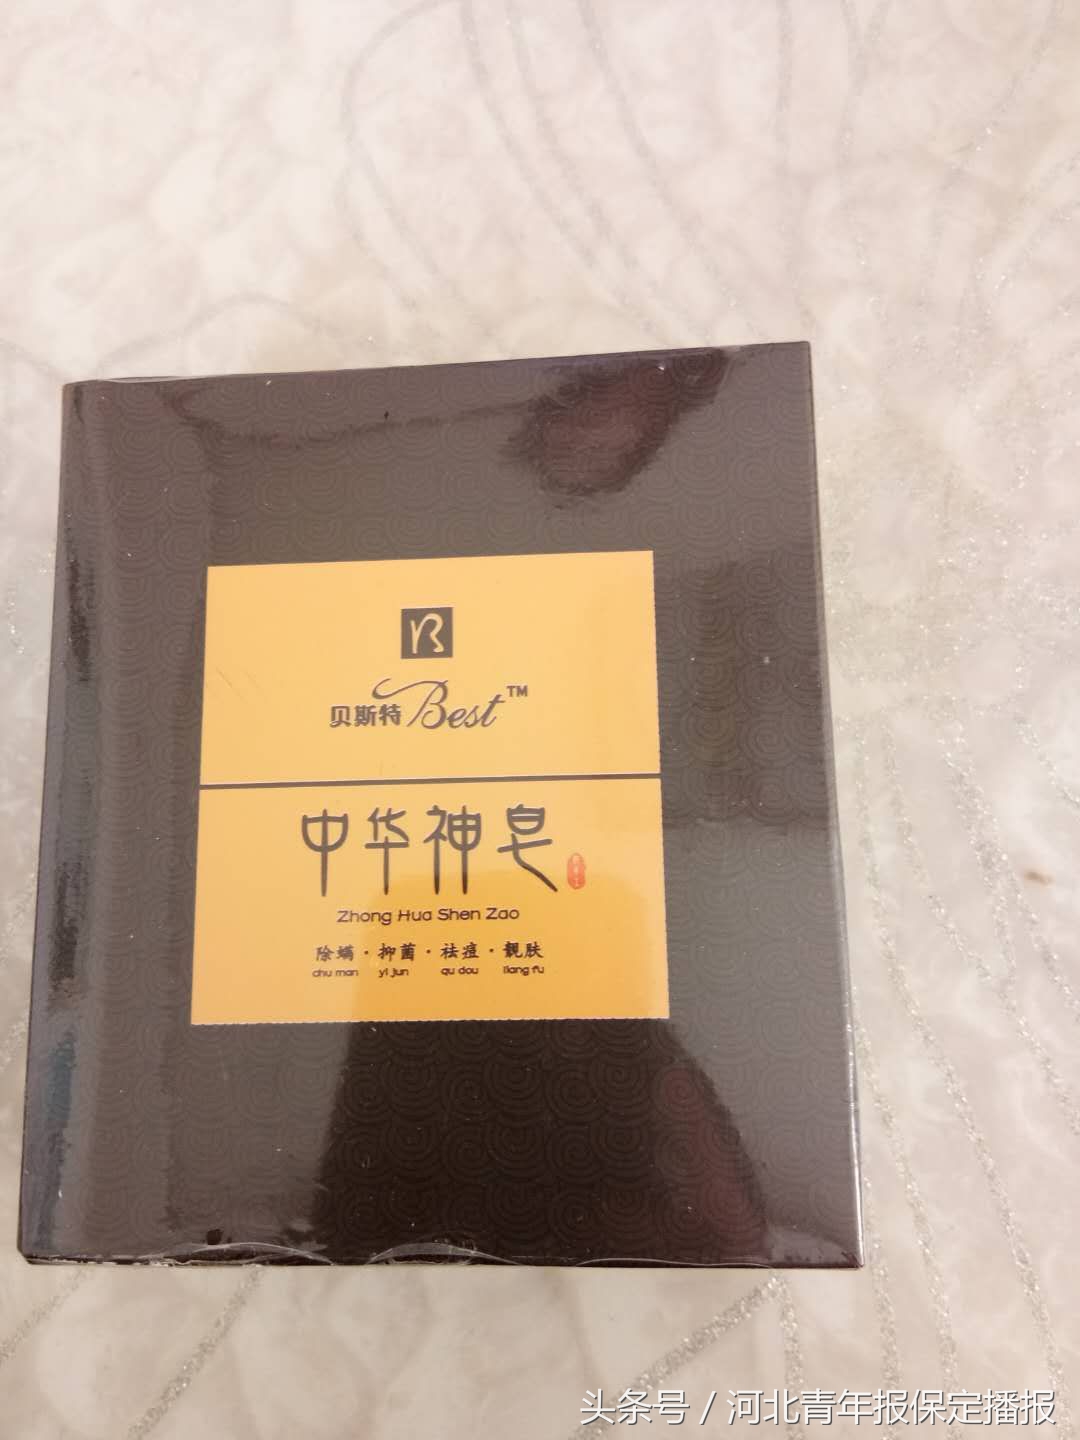 贝斯特 Best™
中华神皂
Zhong Hua Shen Zao
除螨·抑菌·祛痘·靓肤
chu man yi jun qu dou liang fu
头条号 / 河北青年报保定播报